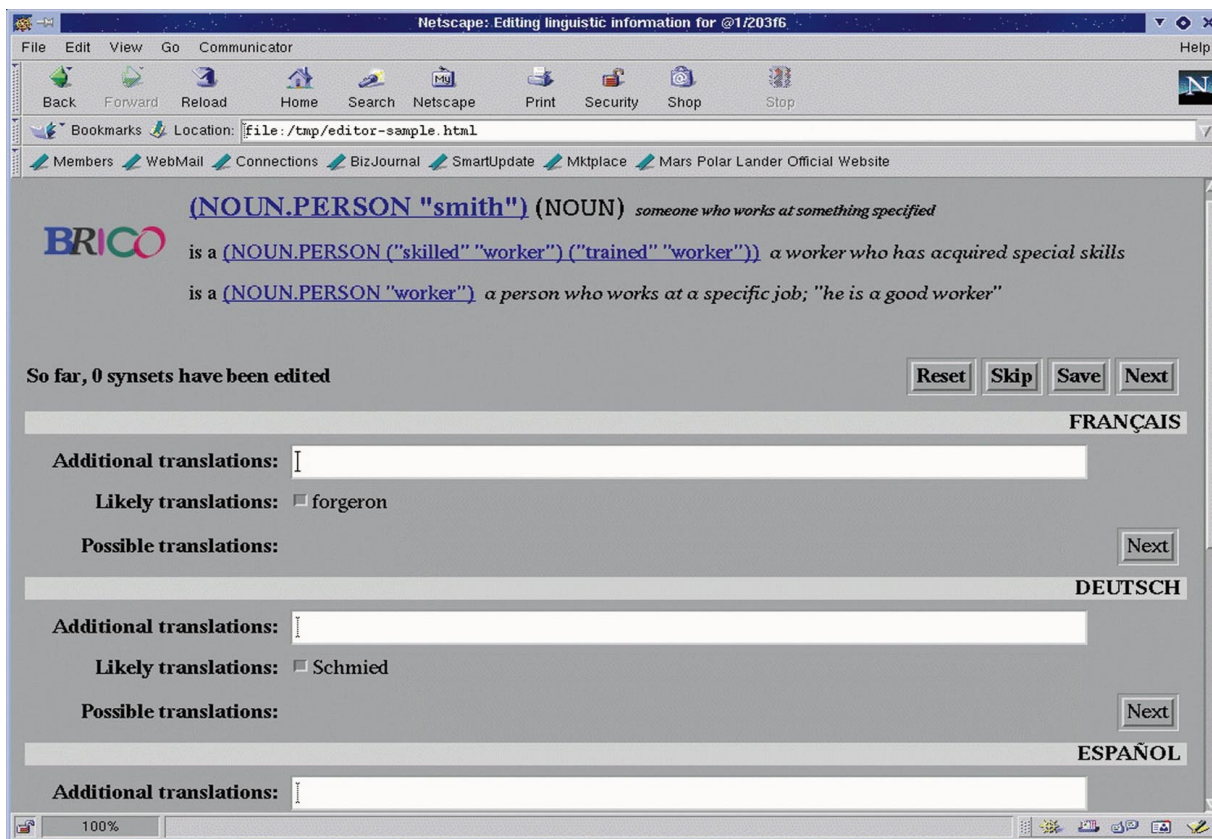 Netscape: Editing linguistic information for @1/203f6
File Edit View Go Communicator Help
Back Forward Reload Home Search Netscape Print Security Shop Stop
My
N
Bookmarks Location: file:/tmp/editor-sample.html
Members WebMail Connections BizJournal SmartUpdate Mktplace Mars Polar Lander Official Website
(NOUN.PERSON "smith") (NOUN) someone who works at something specified
BRICO
is a (NOUN.PERSON ("skilled" "worker") ("trained" "worker")) a worker who has acquired special skills
is a (NOUN.PERSON "worker") a person who works at a specific job; "he is a good worker"
So far, 0 synsets have been edited Reset Skip Save Next
FRANÇAIS
Additional translations:
Likely translations: forgeron
Possible translations: Next
DEUTSCH
Additional translations:
Likely translations: Schmied
Possible translations: Next
ESPAÑOL
Additional translations:
100%